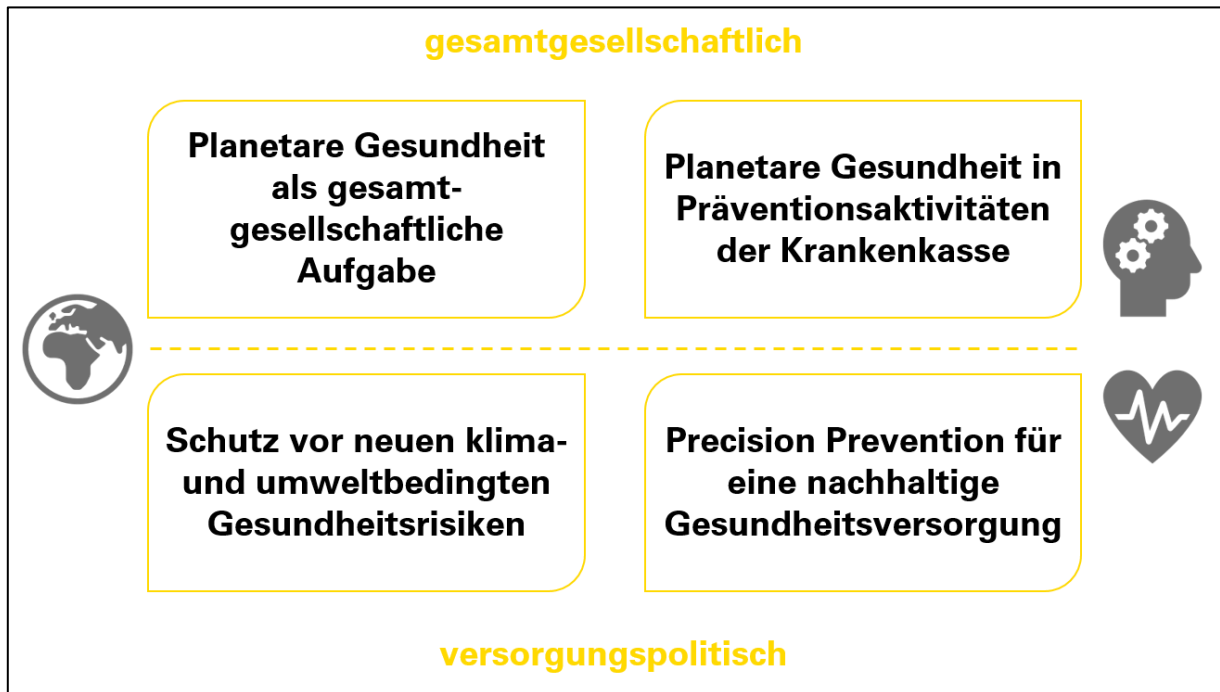 gesamtgesellschaftlich
Planetare Gesundheit
als gesamt-
gesellschaftliche
Aufgabe
Planetare Gesundheit in
Präventionsaktivitäten
der Krankenkasse
Schutz vor neuen klima-
und umweltbedingten
Gesundheitsrisiken
Precision Prevention für
eine nachhaltige
Gesundheitsversorgung
versorgungspolitisch